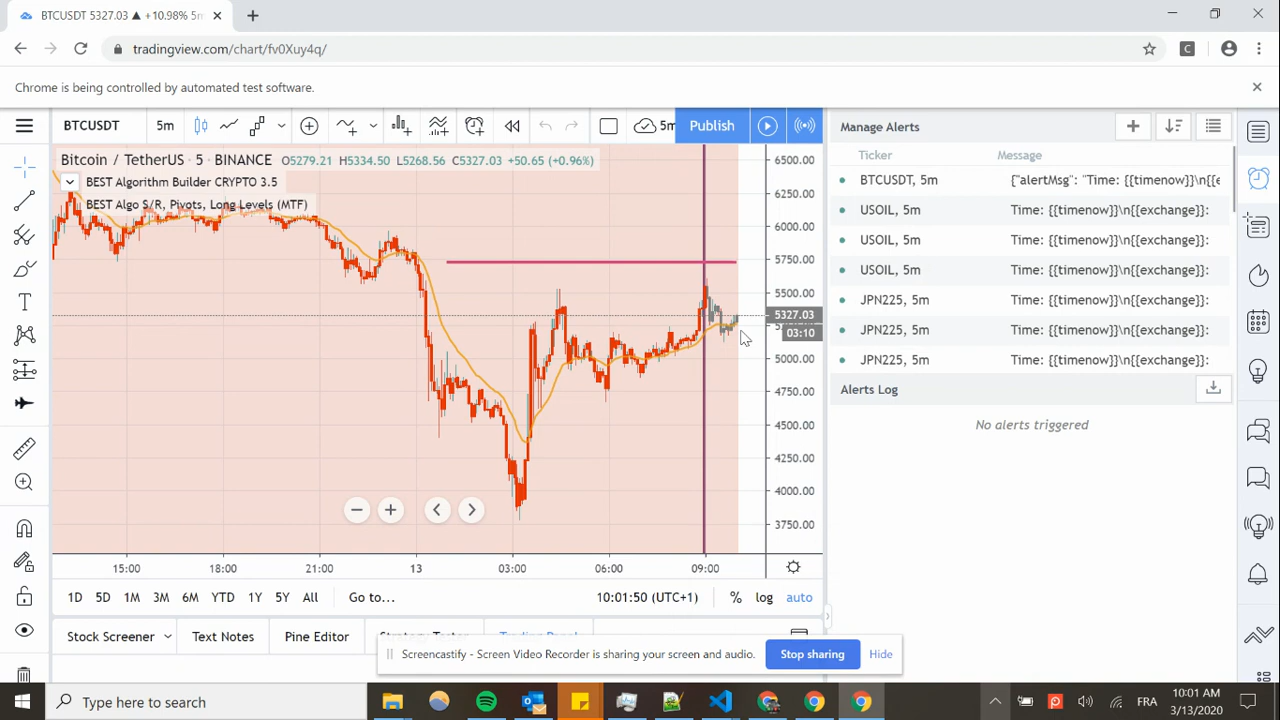 BTCUSDT 5327.03 ▲ +10.98% 5m
tradingview.com/chart/fv0Xuy4q/
Chrome is being controlled by automated test software.
BTCUSDT 5m
5m
Publish
Manage Alerts
Bitcoin / TetherUS · 5 · BINANCE O5279.21 H5334.50 L5268.56 C5327.03 +50.65 (+0.96%)
BEST Algorithm Builder CRYPTO 3.5
BEST Algo S/R, Pivots, Long Levels (MTF)
6500.00
6250.00
6000.00
5750.00
5500.00
5327.03
03:10
5000.00
4750.00
4500.00
4250.00
4000.00
3750.00
15:00 18:00 21:00 13 03:00 06:00 09:00
1D 5D 1M 3M 6M YTD 1Y 5Y All Go to... 10:01:50 (UTC+1) % log auto
Stock Screener Text Notes Pine Editor Strategy Tester Trading Panel
Ticker Message
BTCUSDT, 5m {"alertMsg": "Time: {{timenow}}\n{{e
USOIL, 5m Time: {{timenow}}\n{{exchange}}:
USOIL, 5m Time: {{timenow}}\n{{exchange}}:
USOIL, 5m Time: {{timenow}}\n{{exchange}}:
JPN225, 5m Time: {{timenow}}\n{{exchange}}:
JPN225, 5m Time: {{timenow}}\n{{exchange}}:
JPN225, 5m Time: {{timenow}}\n{{exchange}}:
Alerts Log
No alerts triggered
Screencastify - Screen Video Recorder is sharing your screen and audio. Stop sharing Hide
Type here to search
FRA
10:01 AM
3/13/2020